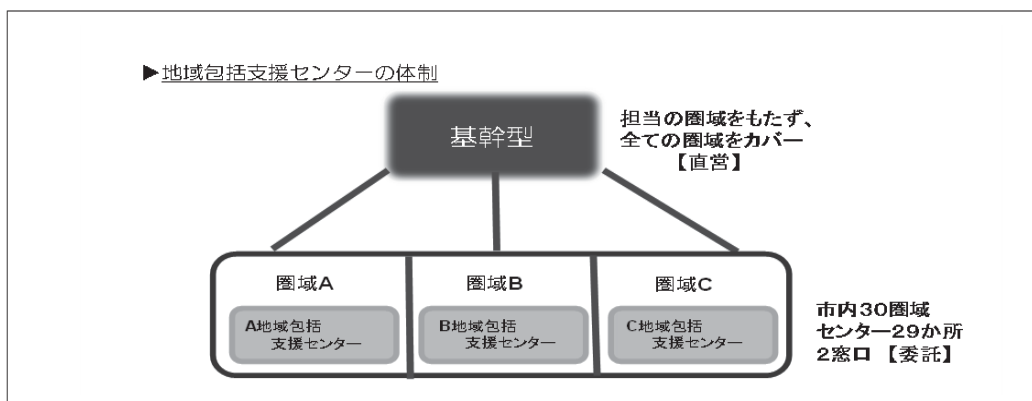 ▶地域包括支援センターの体制
基幹型
担当の圏域をもたず、
全ての圏域をカバー
【直営】
圏域A
圏域B
圏域C
A地域包括
支援センター
B地域包括
支援センター
C地域包括
支援センター
市内30圏域
センター29か所
2窓口 【委託】